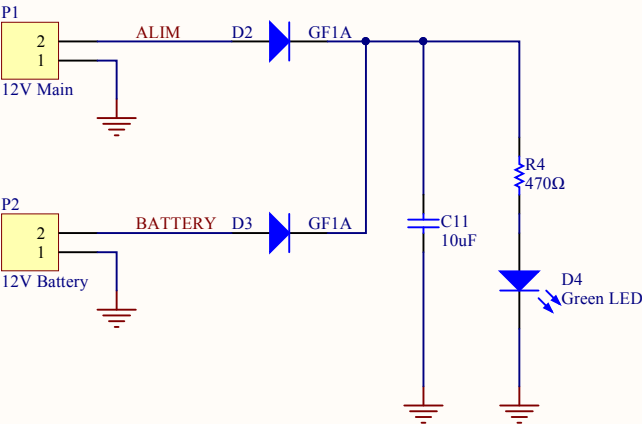 P1
ALIM
D2
GF1A
2
1
12V Main
R4
470Ω
P2
BATTERY
D3
GF1A
2
1
C11
10uF
12V Battery
D4
Green LED